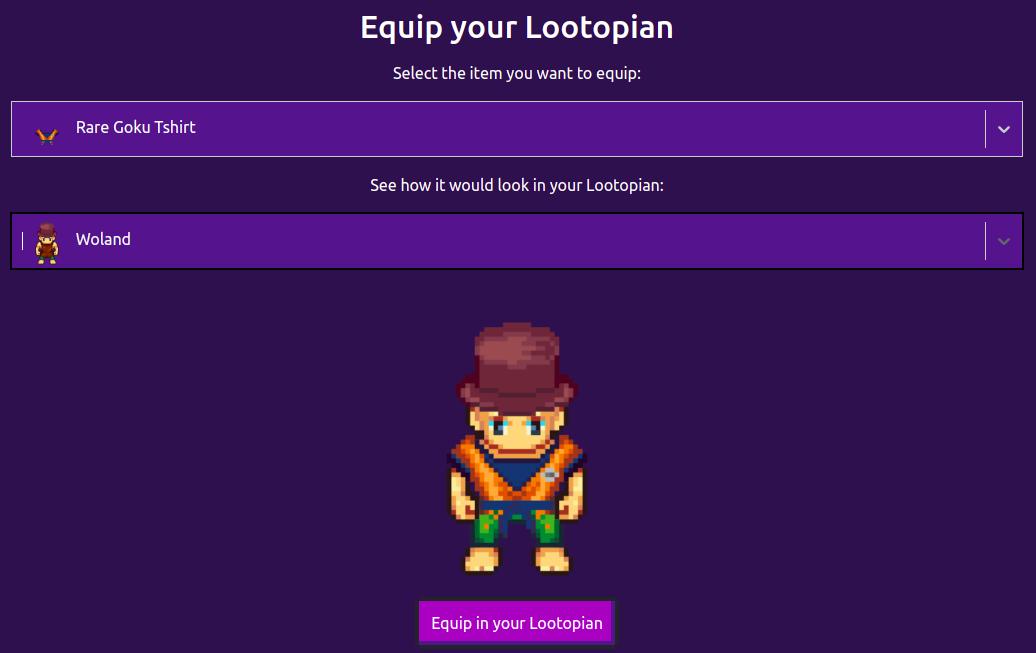 Equip your Lootopian
Select the item you want to equip:
Rare Goku Tshirt
See how it would look in your Lootopian:
Woland
Equip in your Lootopian